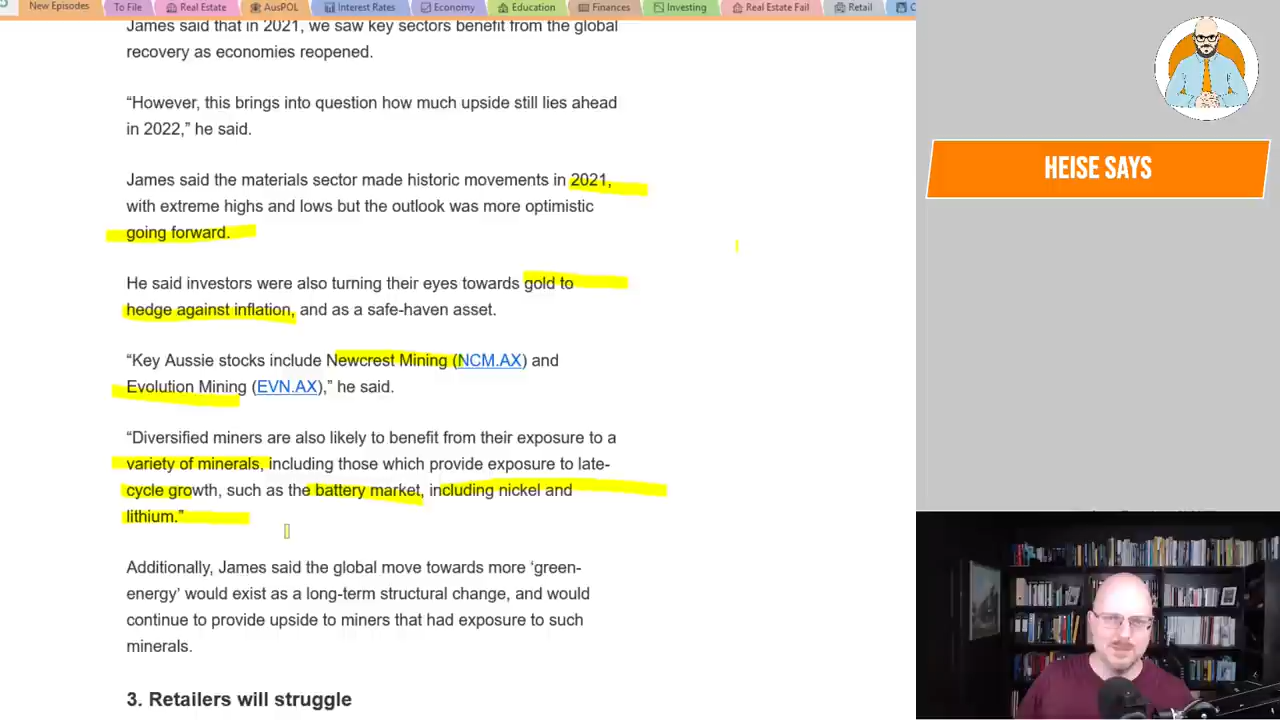 New Episodes To File Real Estate AusPOL Interest Rates Economy Education Finances Investing Real Estate Fail Retail
James said that in 2021, we saw key sectors benefit from the global
recovery as economies reopened.
“However, this brings into question how much upside still lies ahead
in 2022,” he said.
James said the materials sector made historic movements in 2021,
with extreme highs and lows but the outlook was more optimistic
going forward.
He said investors were also turning their eyes towards gold to
hedge against inflation, and as a safe-haven asset.
“Key Aussie stocks include Newcrest Mining (NCM.AX) and
Evolution Mining (EVN.AX),” he said.
“Diversified miners are also likely to benefit from their exposure to a
variety of minerals, including those which provide exposure to late-
cycle growth, such as the battery market, including nickel and
lithium.”
Additionally, James said the global move towards more ‘green-
energy’ would exist as a long-term structural change, and would
continue to provide upside to miners that had exposure to such
minerals.
3. Retailers will struggle
HEISE SAYS